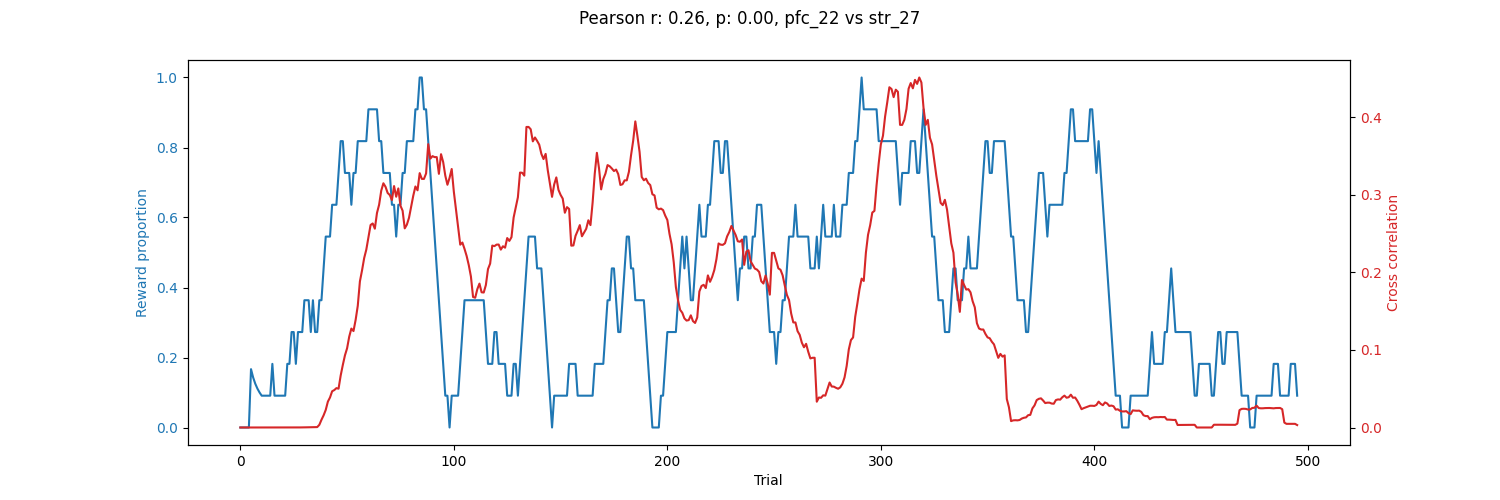 Pearson r: 0.26, p: 0.00, pfc_22 vs str_27
1.0
0.8
0.6
0.4
0.2
0.0
Reward proportion
0.4
0.3
0.2
0.1
0.0
Cross correlation
0 100 200 300 400 500
Trial